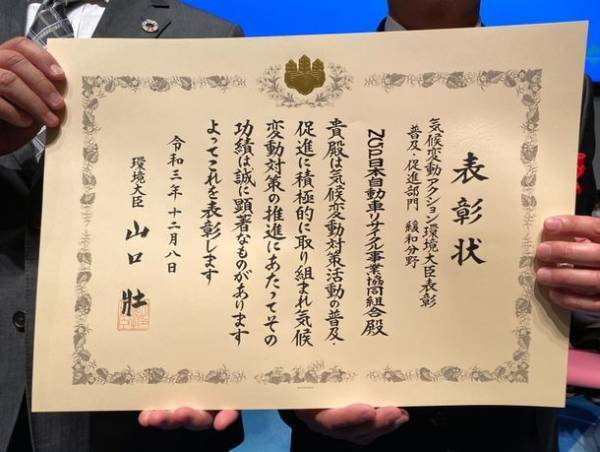 表彰状
気候変動アクション環境大臣表彰
普及・促進部門　緩和分野
NGP日本自動車リサイクル事業協同組合 殿
貴殿は気候変動対策活動の普及・
促進に積極的に取り組まれ気候
変動対策の推進にあたってその
功績は誠に顕著なものがあります
よってこれを表彰します
令和三年 十二月八日
環境大臣 山口 壯